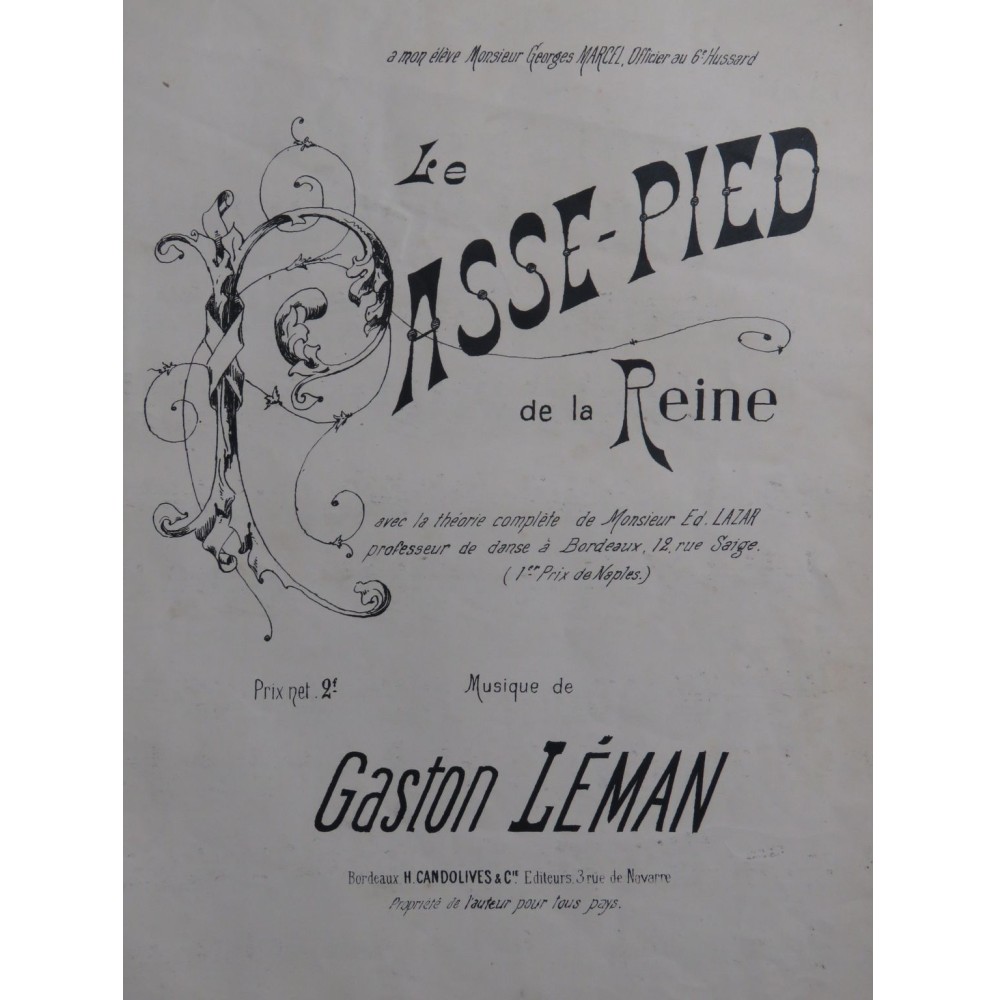 a mon élève Monsieur Georges MARCEL, Officier au 6e Hussard
Le
PASSE-PIED
de la Reine
avec la théorie complète de Monsieur Ed. LAZAR
professeur de danse à Bordeaux, 12, rue Saige.
(1er Prix de Naples.)
Prix net. 2f
Musique de
Gaston LÉMAN
Bordeaux, H. CANDOLIVES & Cie Editeurs, 3 rue de Navarre
Propriété de l'auteur pour tous pays.